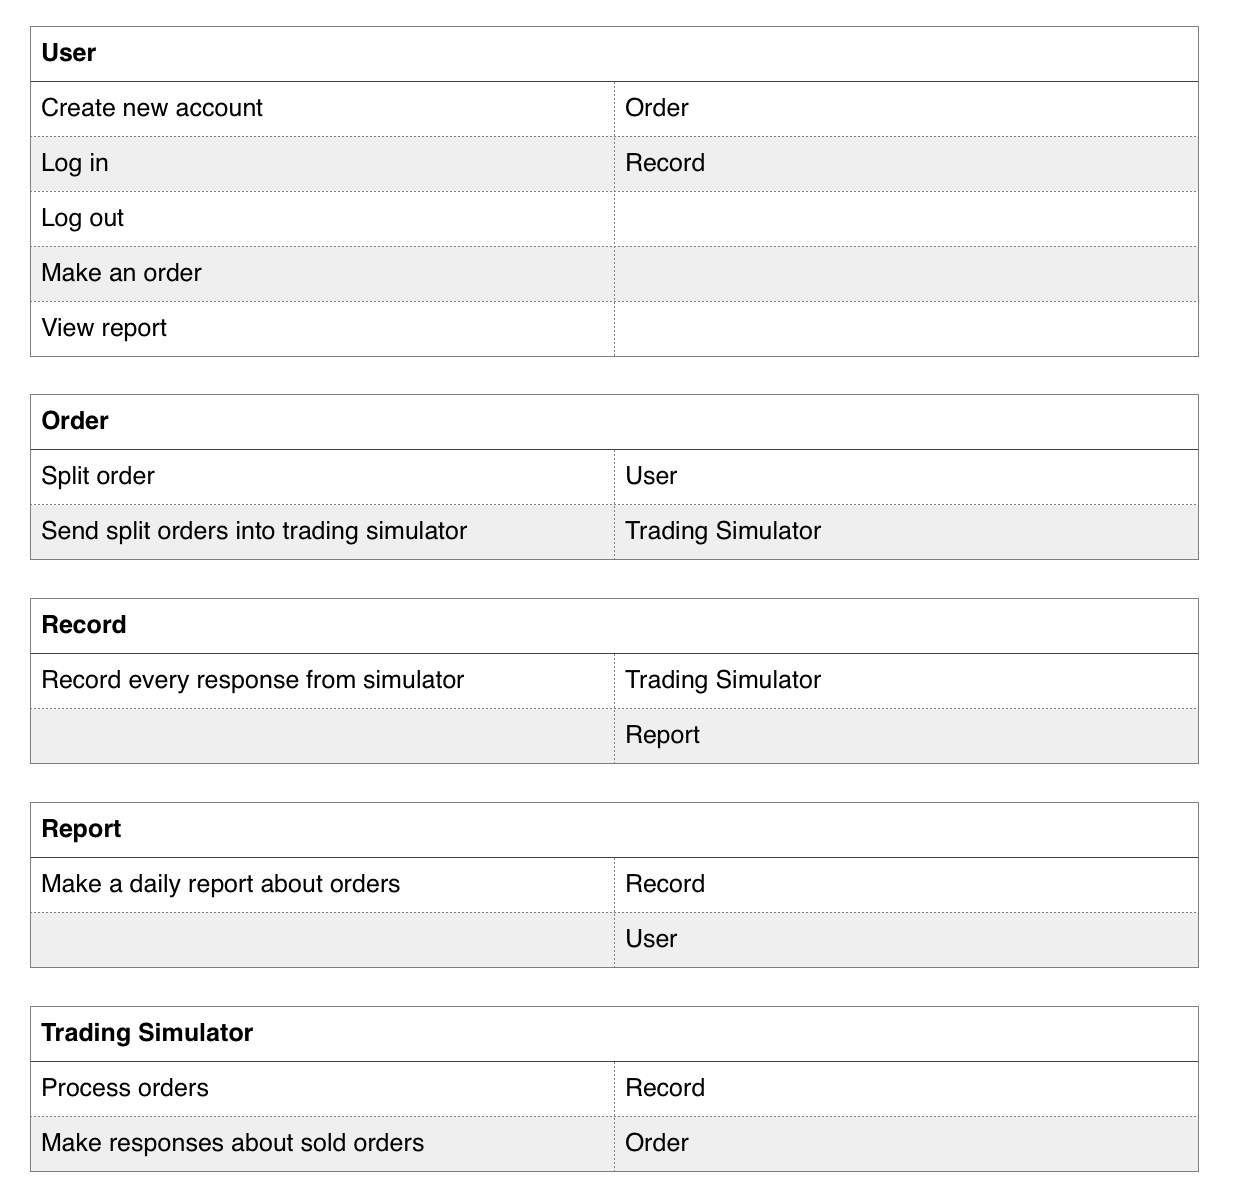 User
Create new account Order
Log in Record
Log out
Make an order
View report
Order
Split order User
Send split orders into trading simulator Trading Simulator
Record
Record every response from simulator Trading Simulator
Report
Report
Make a daily report about orders Record
User
Trading Simulator
Process orders Record
Make responses about sold orders Order